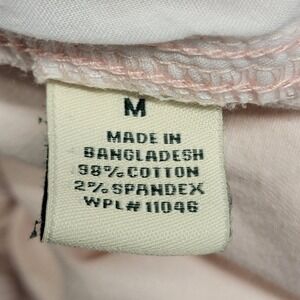 M
MADE IN
BANGLADESH
98% COTTON
2% SPANDEX
WPL# 11046